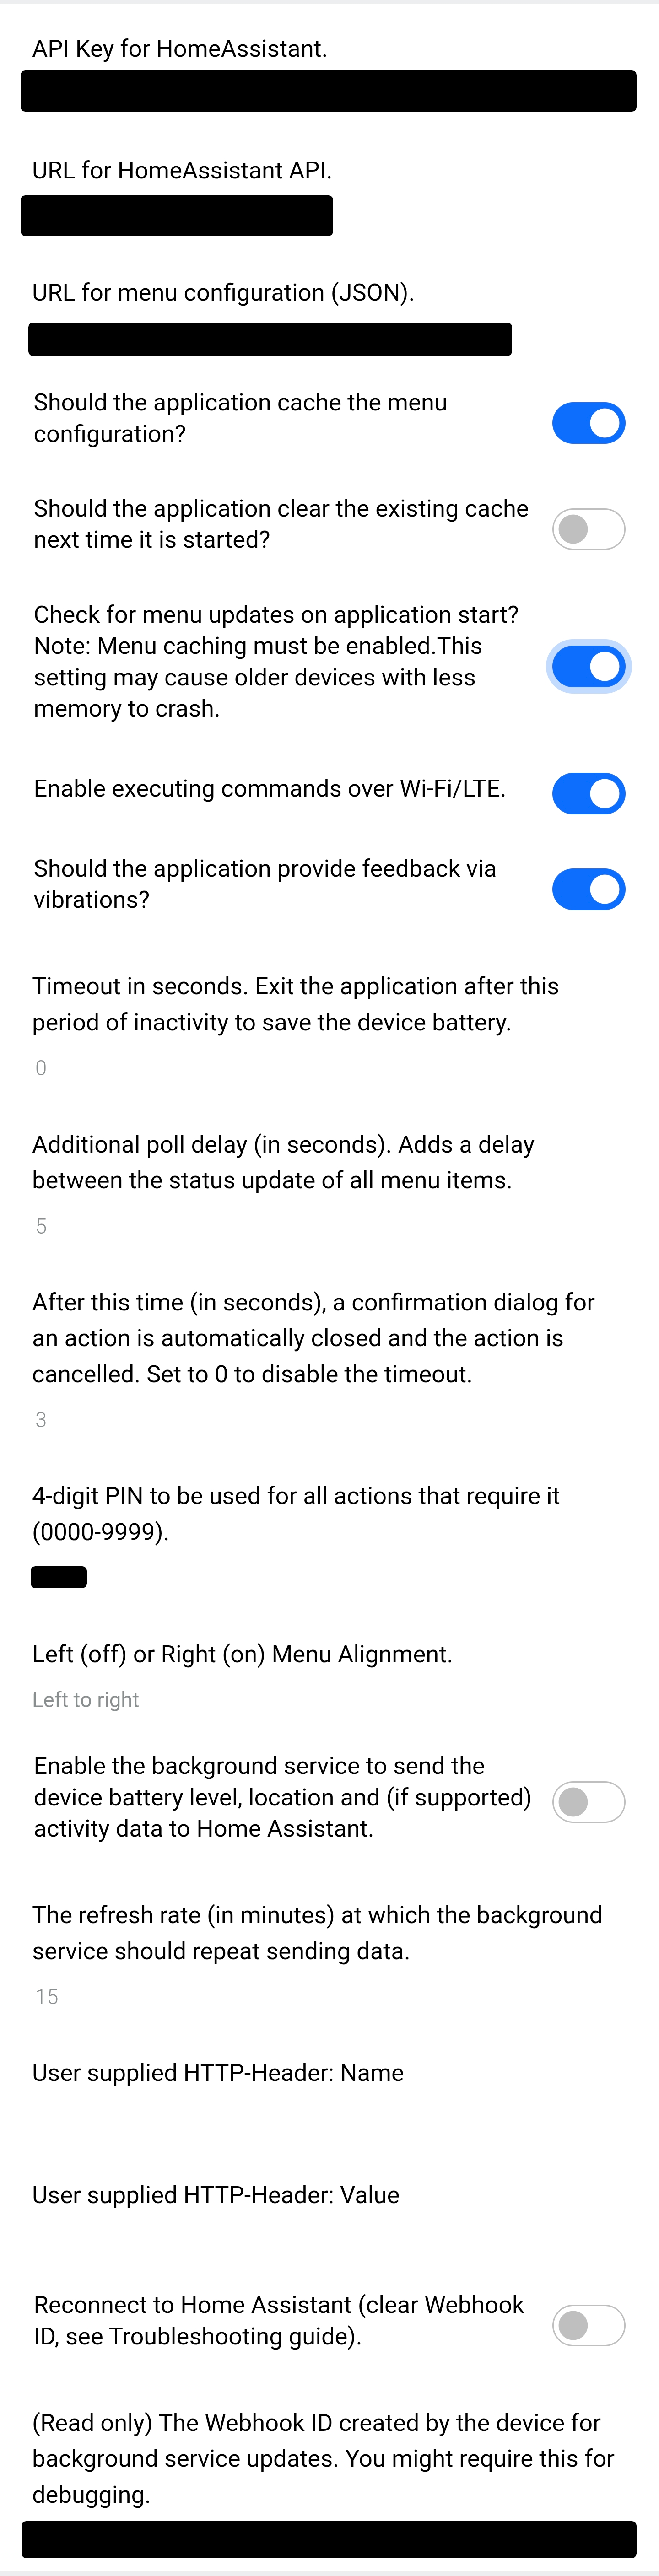 API Key for HomeAssistant.
URL for HomeAssistant API.
URL for menu configuration (JSON).
Should the application cache the menu
configuration?
Should the application clear the existing cache
next time it is started?
Check for menu updates on application start?
Note: Menu caching must be enabled.This
setting may cause older devices with less
memory to crash.
Enable executing commands over Wi-Fi/LTE.
Should the application provide feedback via
vibrations?
Timeout in seconds. Exit the application after this
period of inactivity to save the device battery.
0
Additional poll delay (in seconds). Adds a delay
between the status update of all menu items.
5
After this time (in seconds), a confirmation dialog for
an action is automatically closed and the action is
cancelled. Set to 0 to disable the timeout.
3
4-digit PIN to be used for all actions that require it
(0000-9999).
Left (off) or Right (on) Menu Alignment.
Left to right
Enable the background service to send the
device battery level, location and (if supported)
activity data to Home Assistant.
The refresh rate (in minutes) at which the background
service should repeat sending data.
15
User supplied HTTP-Header: Name
User supplied HTTP-Header: Value
Reconnect to Home Assistant (clear Webhook
ID, see Troubleshooting guide).
(Read only) The Webhook ID created by the device for
background service updates. You might require this for
debugging.